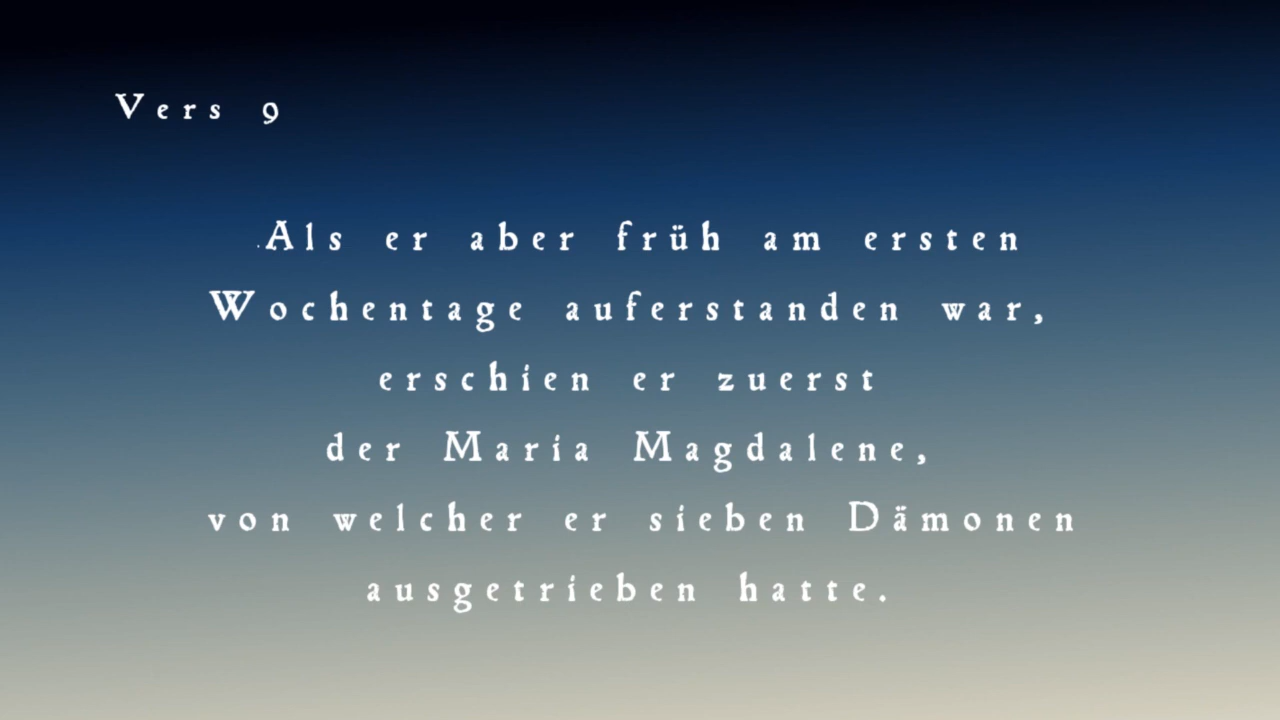 Vers 9
Als er aber früh am ersten
Wochentage auferstanden war,
erschien er zuerst
der Maria Magdalene,
von welcher er sieben Dämonen
ausgetrieben hatte.